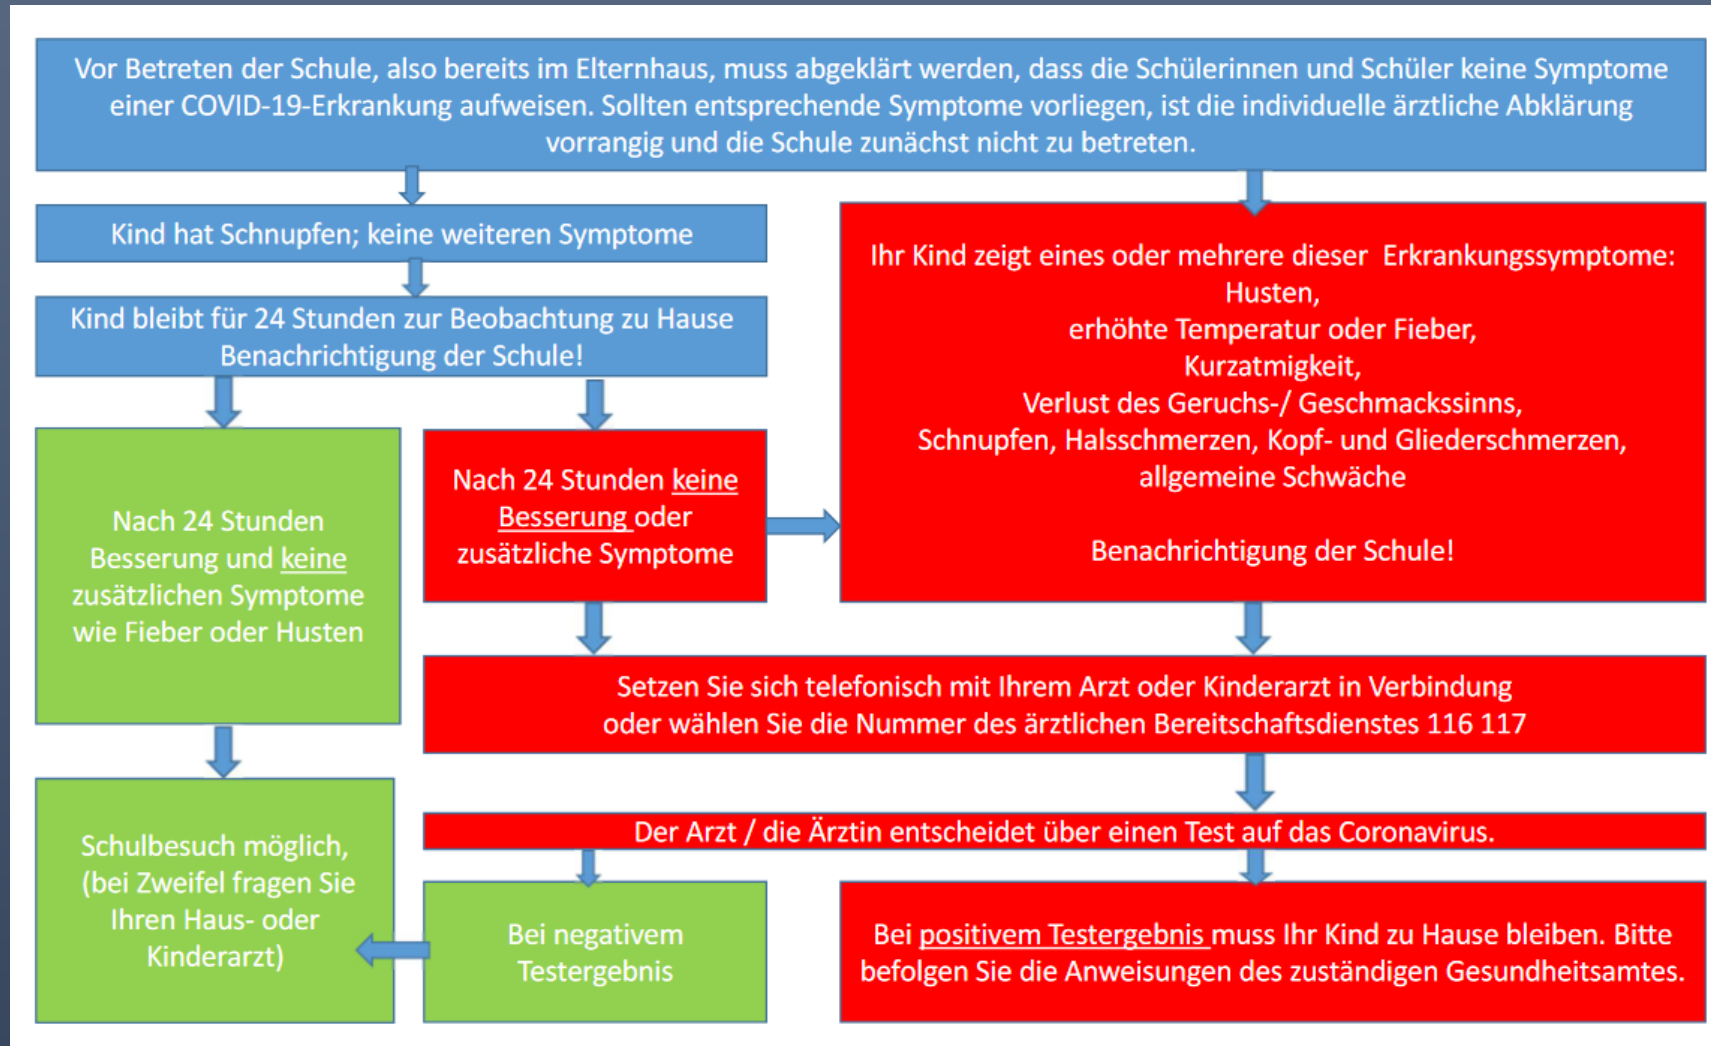 Vor Betreten der Schule, also bereits im Elternhaus, muss abgeklärt werden, dass die Schülerinnen und Schüler keine Symptome
einer COVID-19-Erkrankung aufweisen. Sollten entsprechende Symptome vorliegen, ist die individuelle ärztliche Abklärung
vorrangig und die Schule zunächst nicht zu betreten.
Kind hat Schnupfen; keine weiteren Symptome
Kind bleibt für 24 Stunden zur Beobachtung zu Hause
Benachrichtigung der Schule!
Nach 24 Stunden
Besserung und keine
zusätzlichen Symptome
wie Fieber oder Husten
Nach 24 Stunden keine
Besserung oder
zusätzliche Symptome
Ihr Kind zeigt eines oder mehrere dieser Erkrankungssymptome:
Husten,
erhöhte Temperatur oder Fieber,
Kurzatmigkeit,
Verlust des Geruchs-/ Geschmackssinns,
Schnupfen, Halsschmerzen, Kopf- und Gliederschmerzen,
allgemeine Schwäche
Benachrichtigung der Schule!
Setzen Sie sich telefonisch mit Ihrem Arzt oder Kinderarzt in Verbindung
oder wählen Sie die Nummer des ärztlichen Bereitschaftsdienstes 116 117
Der Arzt / die Ärztin entscheidet über einen Test auf das Coronavirus.
Schulbesuch möglich,
(bei Zweifel fragen Sie
Ihren Haus- oder
Kinderarzt)
Bei negativem
Testergebnis
Bei positivem Testergebnis muss Ihr Kind zu Hause bleiben. Bitte
befolgen Sie die Anweisungen des zuständigen Gesundheitsamtes.